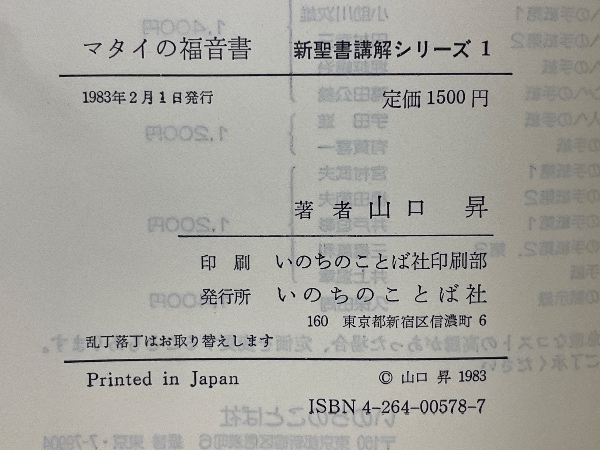 マタイの福音書 新聖書講解シリーズ 1
1983年2月1日発行 定価 1500 円
著者 山口 昇
印刷 いのちのことば社印刷部
発行所 いのちのことば社
160 東京都新宿区信濃町 6
乱丁落丁はお取り替えします
Printed in Japan © 山口 昇 1983
ISBN 4-264-00578-7